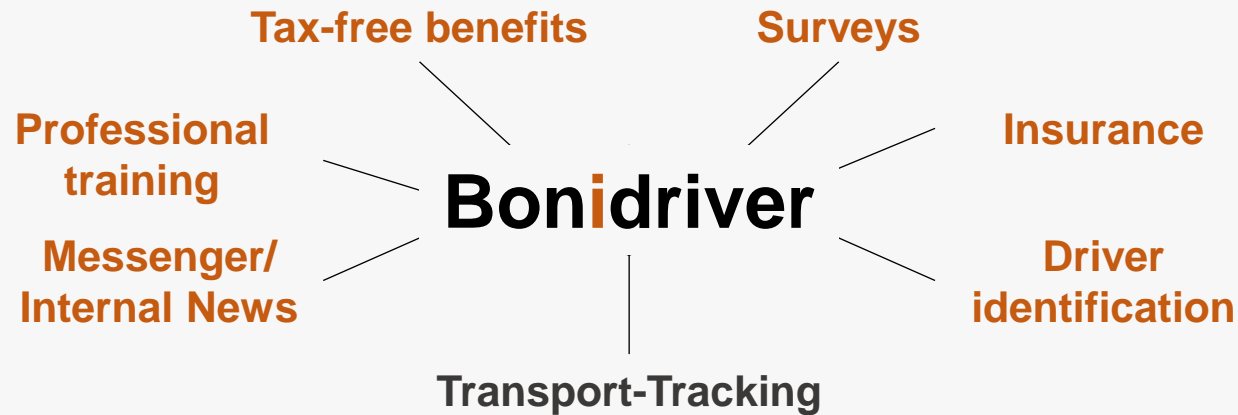 Tax-free benefits
Surveys
Professional
training
Insurance
Bonidriver
Messenger/
Internal News
Driver
identification
Transport-Tracking